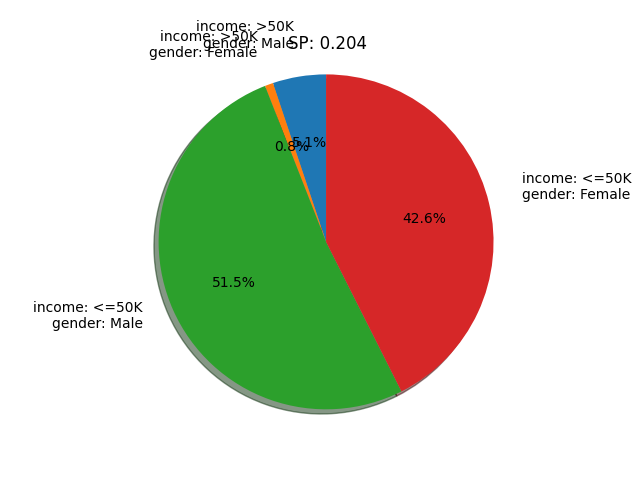 income: >50K
gender: Male
income: >50K
gender: Female
SP: 0.204
5.1%
0.8%
income: <=50K
gender: Female
42.6%
51.5%
income: <=50K
gender: Male